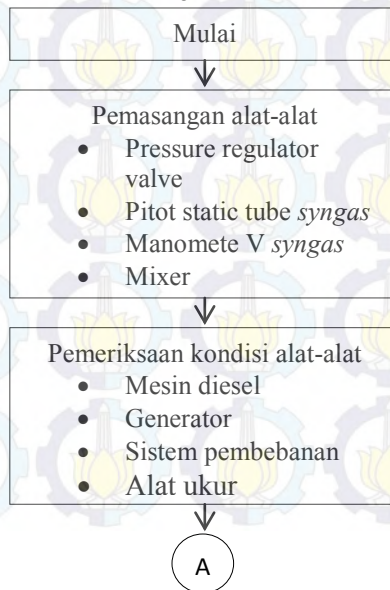 Mulai
Pemasangan alat-alat
• Pressure regulator
valve
• Pitot static tube syngas
• Manomete V syngas
• Mixer
Pemeriksaan kondisi alat-alat
• Mesin diesel
• Generator
• Sistem pembebanan
• Alat ukur
A